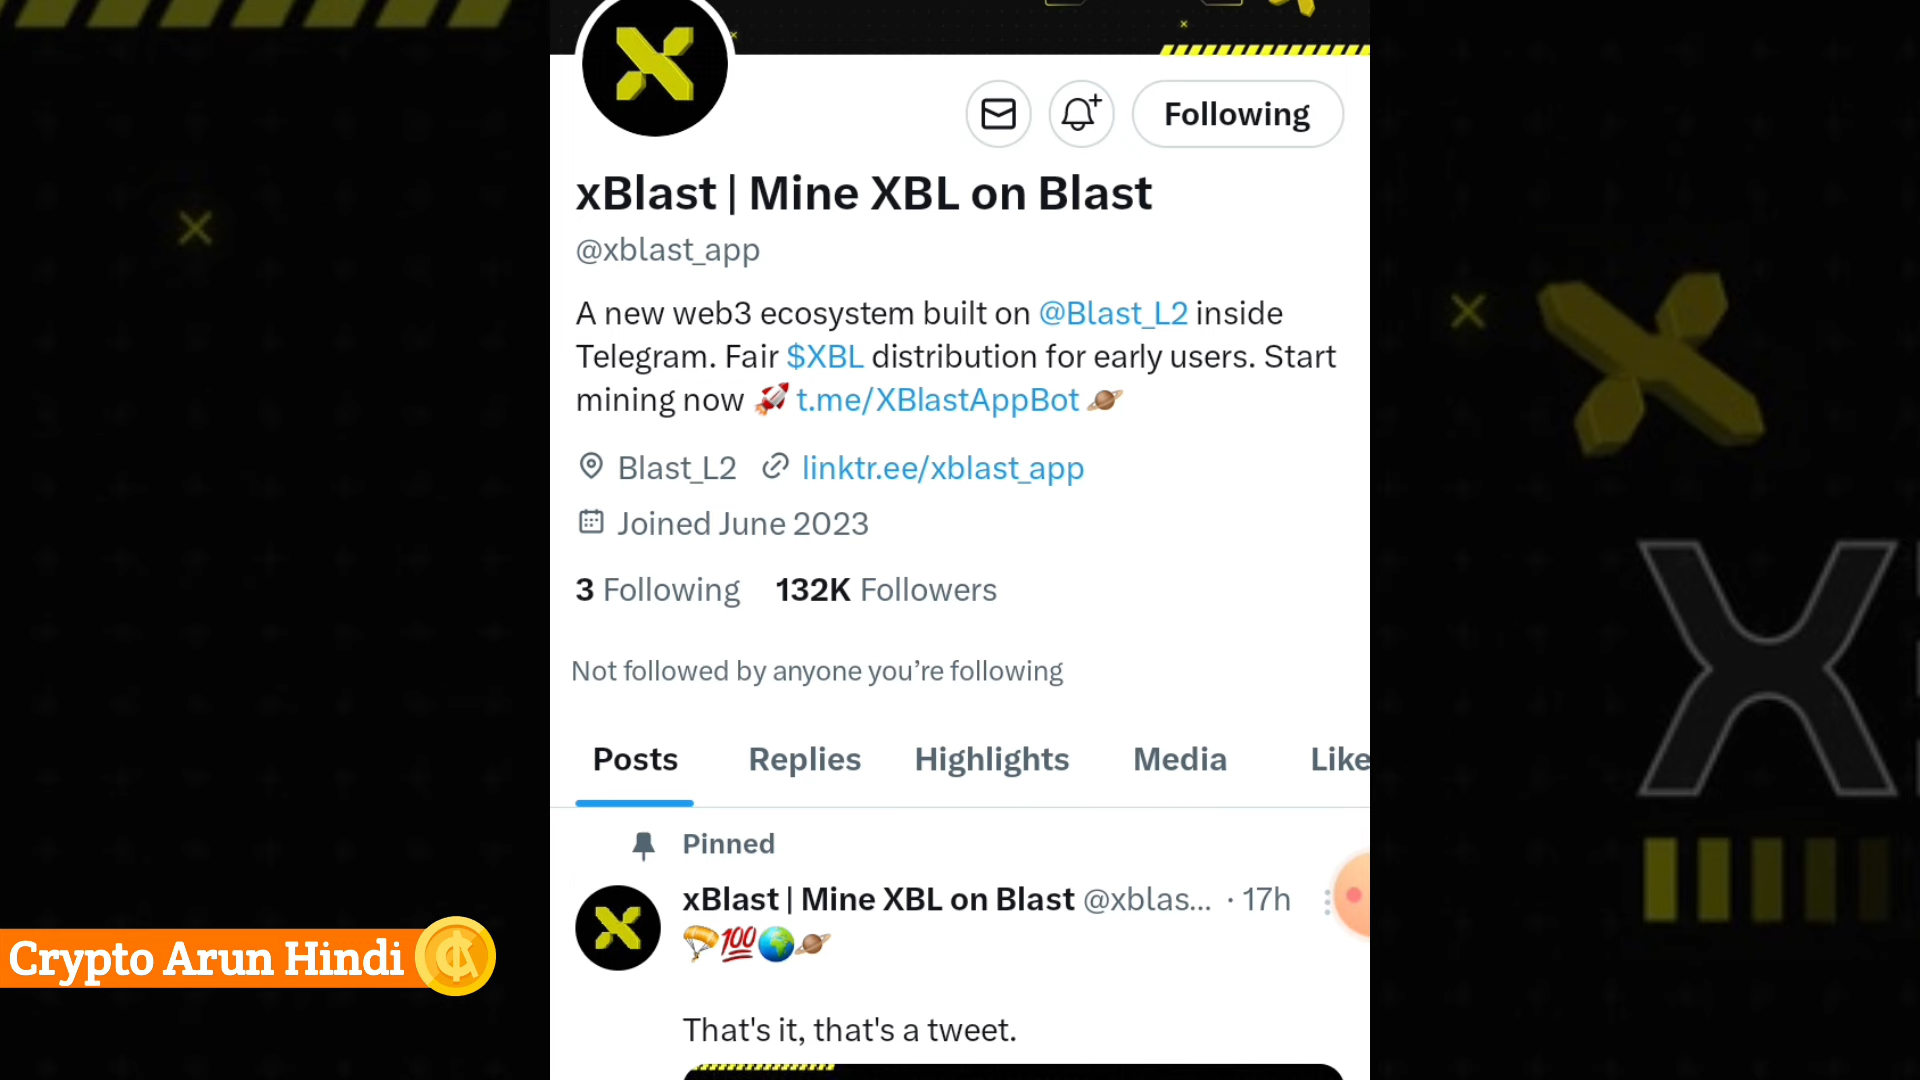 Following
xBlast | Mine XBL on Blast
@xblast_app
A new web3 ecosystem built on @Blast_L2 inside
Telegram. Fair $XBL distribution for early users. Start
mining now 🚀 t.me/XBlastAppBot 🪐
Blast_L2 linktr.ee/xblast_app
Joined June 2023
3 Following 132K Followers
Not followed by anyone you’re following
Posts Replies Highlights Media Like
Pinned
xBlast | Mine XBL on Blast @xblas... · 17h
🪂💯🌍🪐
That's it, that's a tweet.
Crypto Arun Hindi
X